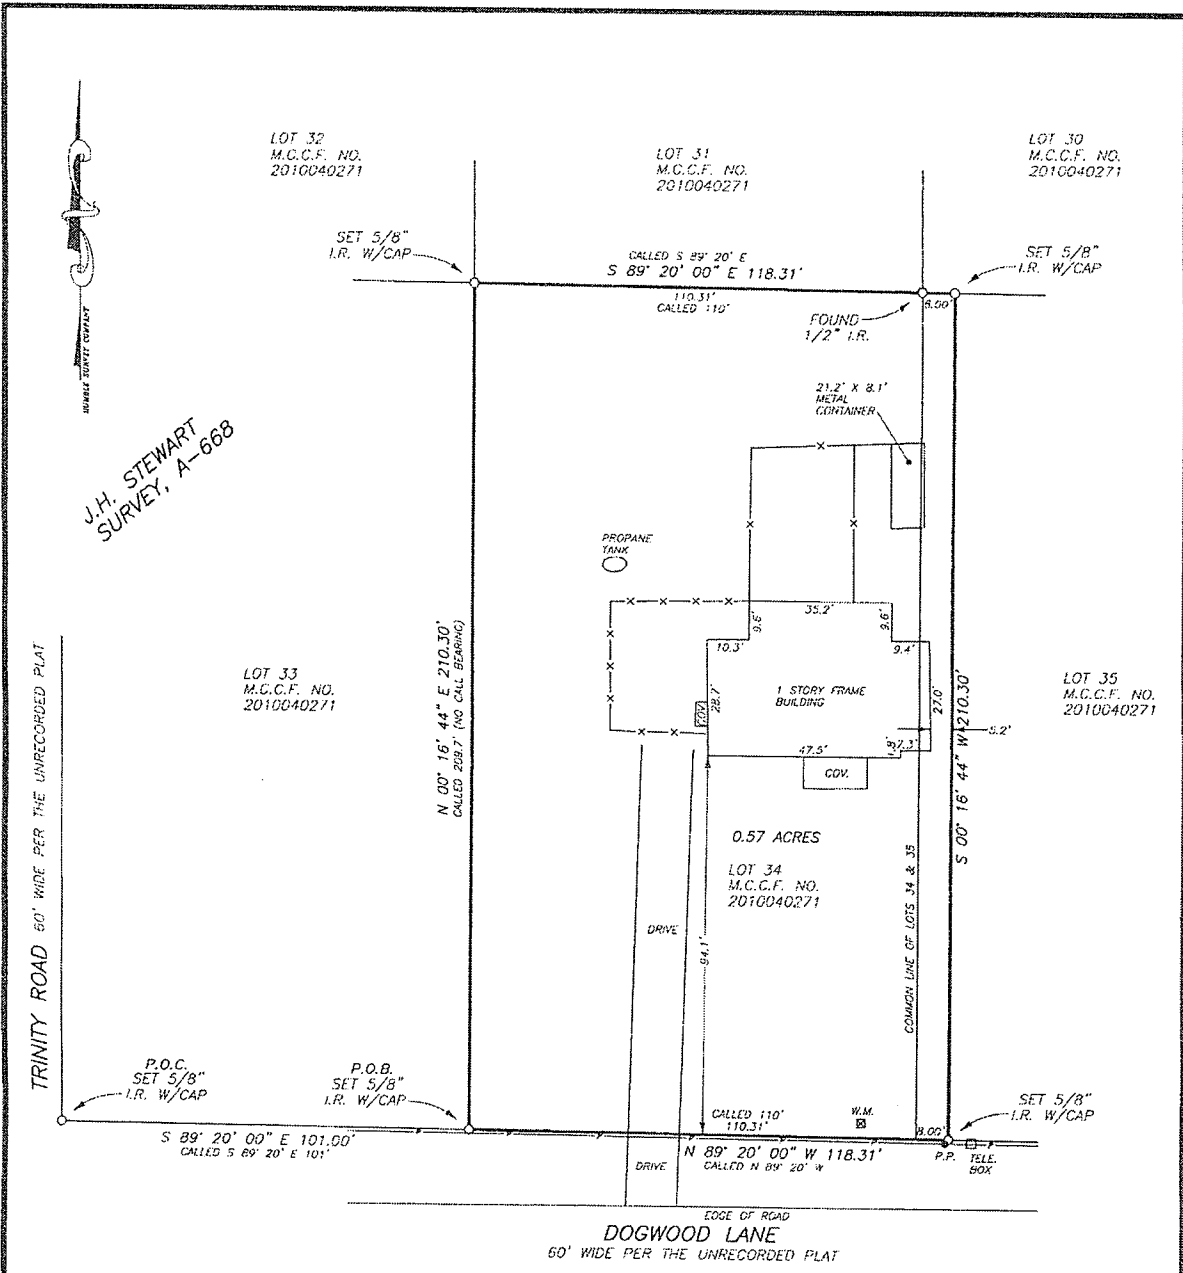 LOT 32
M.C.C.F. NO.
2010040271
LOT 31
M.C.C.F. NO.
2010040271
LOT 30
M.C.C.F. NO.
2010040271
SET 5/8"
I.R. W/CAP
CALLED S 89° 20' E
S 89° 20' 00" E 118.31'
110.31'
CALLED 110'
8.00'
SET 5/8"
I.R. W/CAP
FOUND
1/2" I.R.
HUMBLE SURVEY COMPANY
21.2' X 8.1'
METAL
CONTAINER
J.H. STEWART
SURVEY, A-668
PROPANE
TANK
35.2'
9.6'
9.6'
10.3'
9.4'
N 00° 16' 44" E 210.30'
CALLED 209.7' (NO CALL BEARING)
LOT 33
M.C.C.F. NO.
2010040271
28.7'
COV.
1 STORY FRAME
BUILDING
27.0'
S 00° 16' 44" W 210.30'
LOT 35
M.C.C.F. NO.
2010040271
47.5'
1.8'
7.3'
COV.
0.57 ACRES
LOT 34
M.C.C.F. NO.
2010040271
DRIVE
94.1'
COMMON LINE OF LOTS 34 & 35
TRINITY ROAD 60' WIDE PER THE UNRECORDED PLAT
P.O.C.
SET 5/8"
I.R. W/CAP
P.O.B.
SET 5/8"
I.R. W/CAP
CALLED 110'
110.31'
W.M.
8.00'
SET 5/8"
I.R. W/CAP
S 89° 20' 00" E 101.00'
CALLED S 89° 20' E 101'
N 89° 20' 00" W 118.31'
CALLED N 89° 20' W
P.P.
TELE.
BOX
DRIVE
EDGE OF ROAD
DOGWOOD LANE
60' WIDE PER THE UNRECORDED PLAT